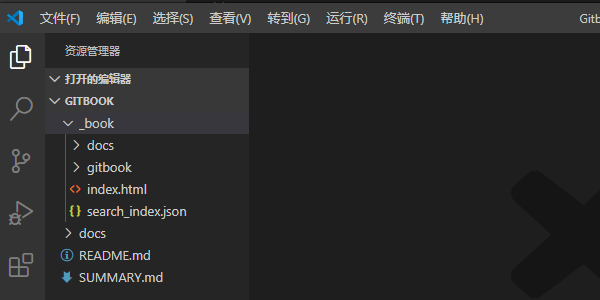 文件(F) 编辑(E) 选择(S) 查看(V) 转到(G) 运行(R) 终端(T) 帮助(H) Gitb
资源管理器
打开的编辑器
GITBOOK
_book
docs
gitbook
index.html
search_index.json
docs
README.md
SUMMARY.md